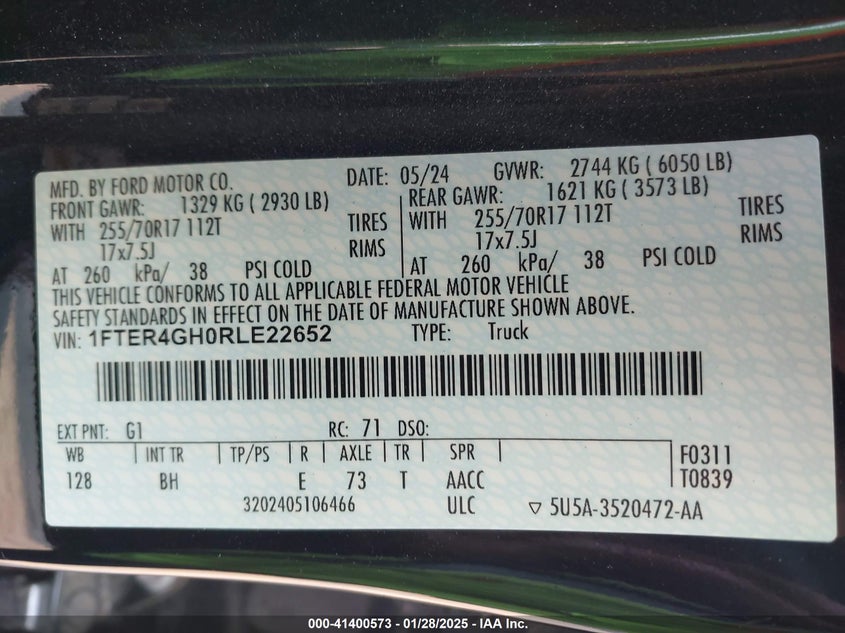 MFD. BY FORD MOTOR CO. DATE: 05/24 GVWR: 2744 KG ( 6050 LB)
FRONT GAWR: 1329 KG ( 2930 LB) REAR GAWR: 1621 KG ( 3573 LB)
WITH 255/70R17 112T TIRES WITH 255/70R17 112T TIRES
17x7.5J RIMS 17x7.5J RIMS
AT 260 kPa/ 38 PSI COLD AT 260 kPa/ 38 PSI COLD
THIS VEHICLE CONFORMS TO ALL APPLICABLE FEDERAL MOTOR VEHICLE
SAFETY STANDARDS IN EFFECT ON THE DATE OF MANUFACTURE SHOWN ABOVE.
VIN: 1FTER4GH0RLE22652 TYPE: Truck
EXT PNT: G1 RC: 71 DSO:
WB INT TR TP/PS R AXLE TR SPR F0311
128 BH E 73 T AACC T0839
3202405106466 ULC ▽ 5U5A-3520472-AA
000-41400573 - 01/28/2025 - IAA Inc.